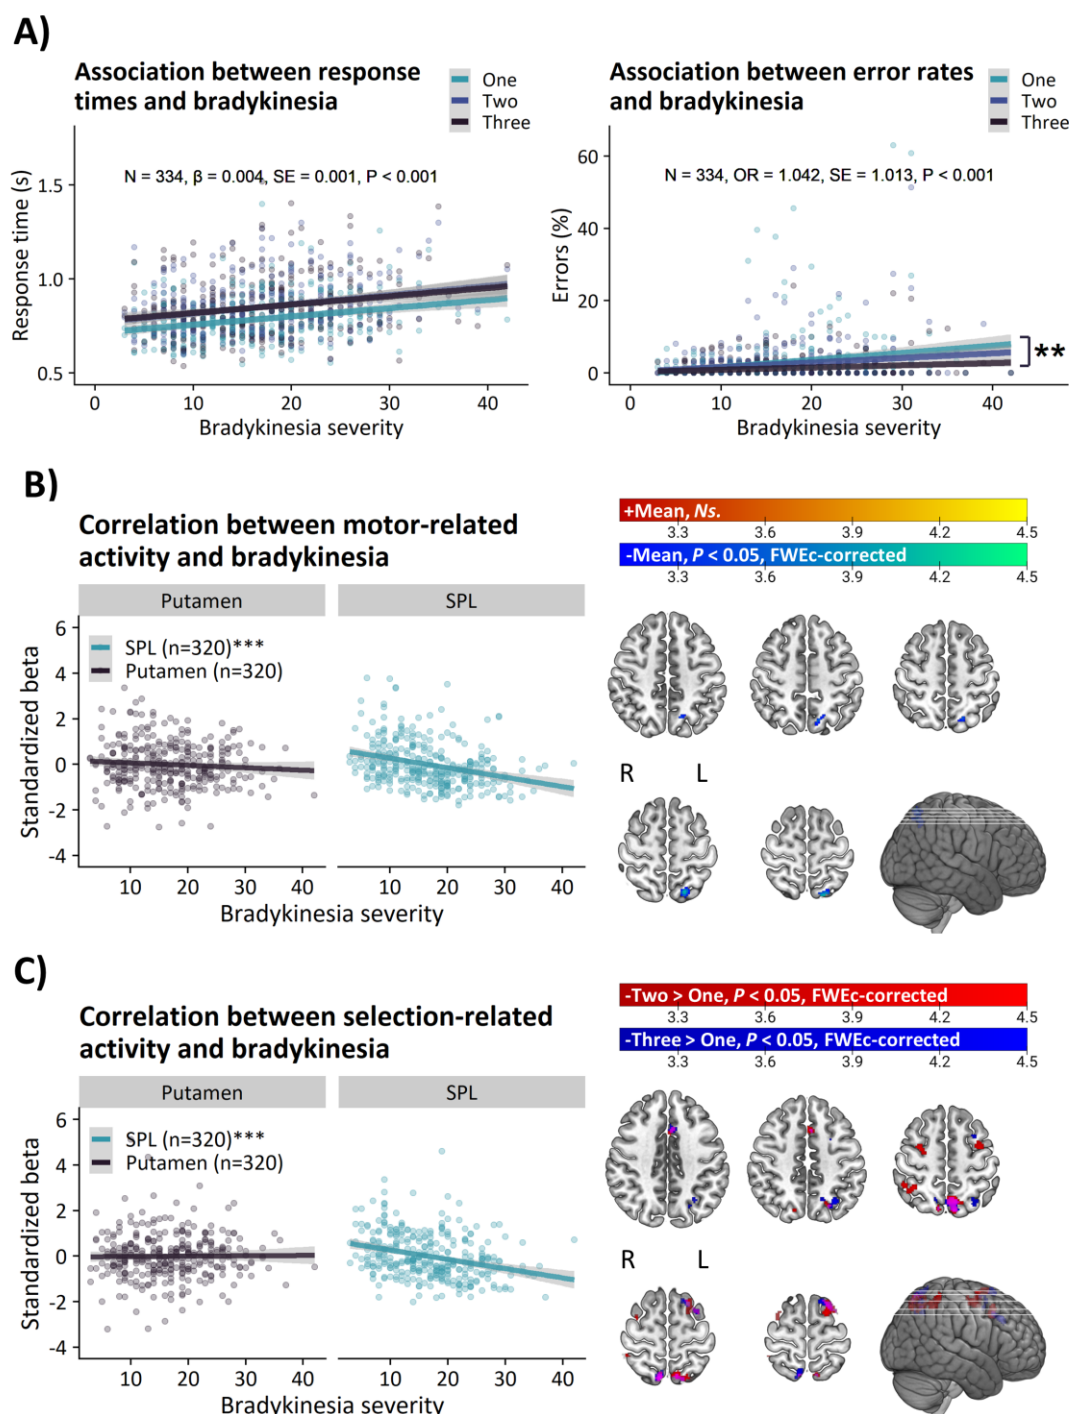 A)
Association between response
times and bradykinesia
One
Two
Three
N = 334, β = 0.004, SE = 0.001, P < 0.001
Response time (s)
1.5
1.0
0.5
0 10 20 30 40
Bradykinesia severity
Association between error rates
and bradykinesia
One
Two
Three
N = 334, OR = 1.042, SE = 1.013, P < 0.001
Errors (%)
60
40
20
0
**
0 10 20 30 40
Bradykinesia severity
B)
Correlation between motor-related
activity and bradykinesia
Putamen SPL
SPL (n=320)***
Putamen (n=320)
Standardized beta
6
4
2
0
-2
-4
10 20 30 40 10 20 30 40
Bradykinesia severity
+Mean, Ns.
3.3 3.6 3.9 4.2 4.5
-Mean, P < 0.05, FWEc-corrected
3.3 3.6 3.9 4.2 4.5
R L
C)
Correlation between selection-related
activity and bradykinesia
Putamen SPL
SPL (n=320)***
Putamen (n=320)
Standardized beta
6
4
2
0
-2
-4
10 20 30 40 10 20 30 40
Bradykinesia severity
-Two > One, P < 0.05, FWEc-corrected
3.3 3.6 3.9 4.2 4.5
-Three > One, P < 0.05, FWEc-corrected
3.3 3.6 3.9 4.2 4.5
R L